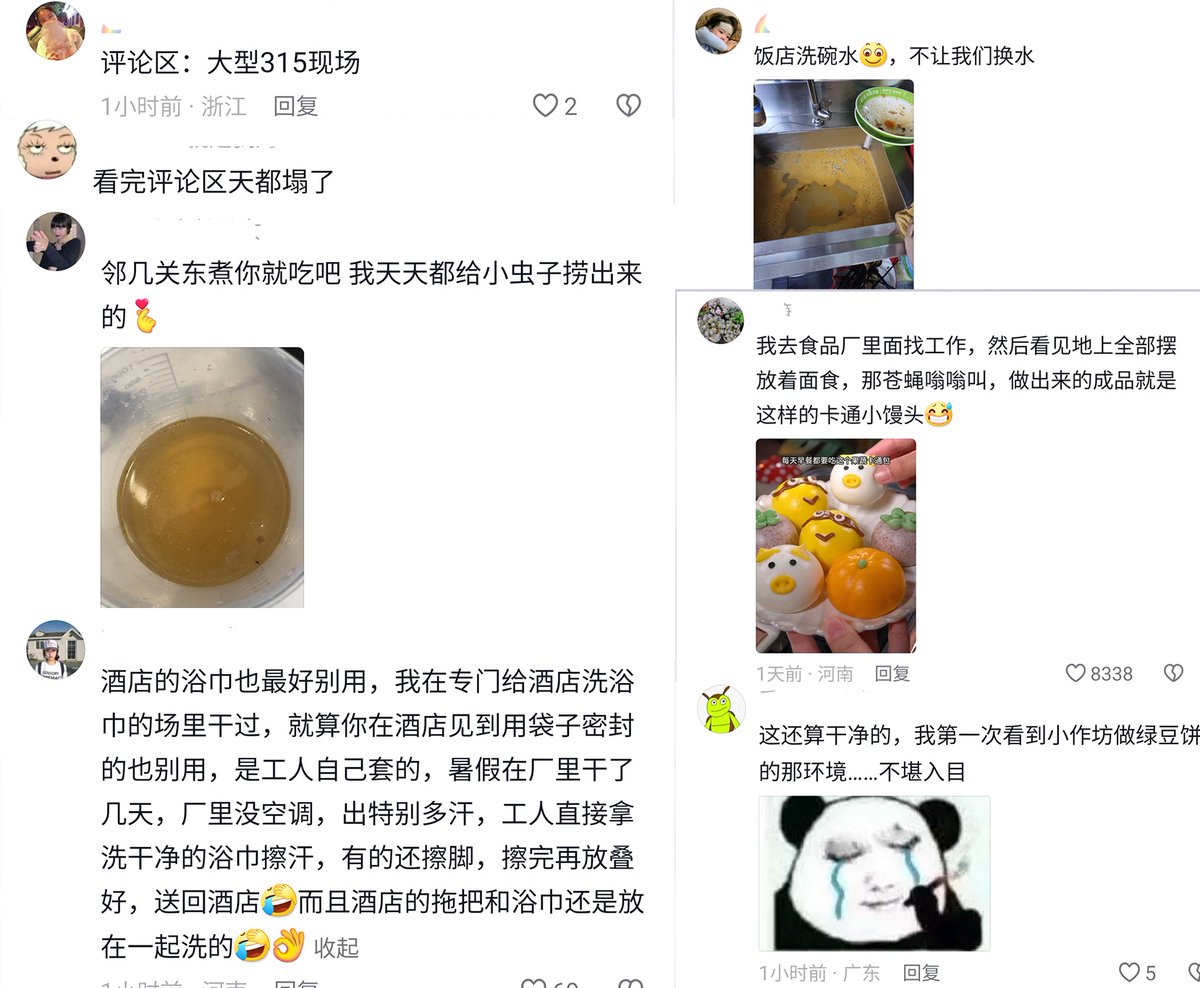 评论区：大型315现场
1小时前 · 浙江 回复
2
看完评论区天都塌了
邻几关东煮你就吃吧 我天天都给小虫子捞出来
的
酒店的浴巾也最好别用，我在专门给酒店洗浴
巾的场里干过，就算你在酒店见到用袋子密封
的也别用，是工人自己套的，暑假在厂里干了
几天，厂里没空调，出特别多汗，工人直接拿
洗干净的浴巾擦汗，有的还擦脚，擦完再放叠
好，送回酒店🤣而且酒店的拖把和浴巾还是放
在一起洗的🤣👌 收起
饭店洗碗水，不让我们换水
我去食品厂里面找工作，然后看见地上全部摆
放着面食，那苍蝇嗡嗡叫，做出来的成品就是
这样的卡通小馒头😅
1天前 · 河南 回复
8338
这还算干净的，我第一次看到小作坊做绿豆饼
的那环境......不堪入目
1小时前 · 广东 回复
5